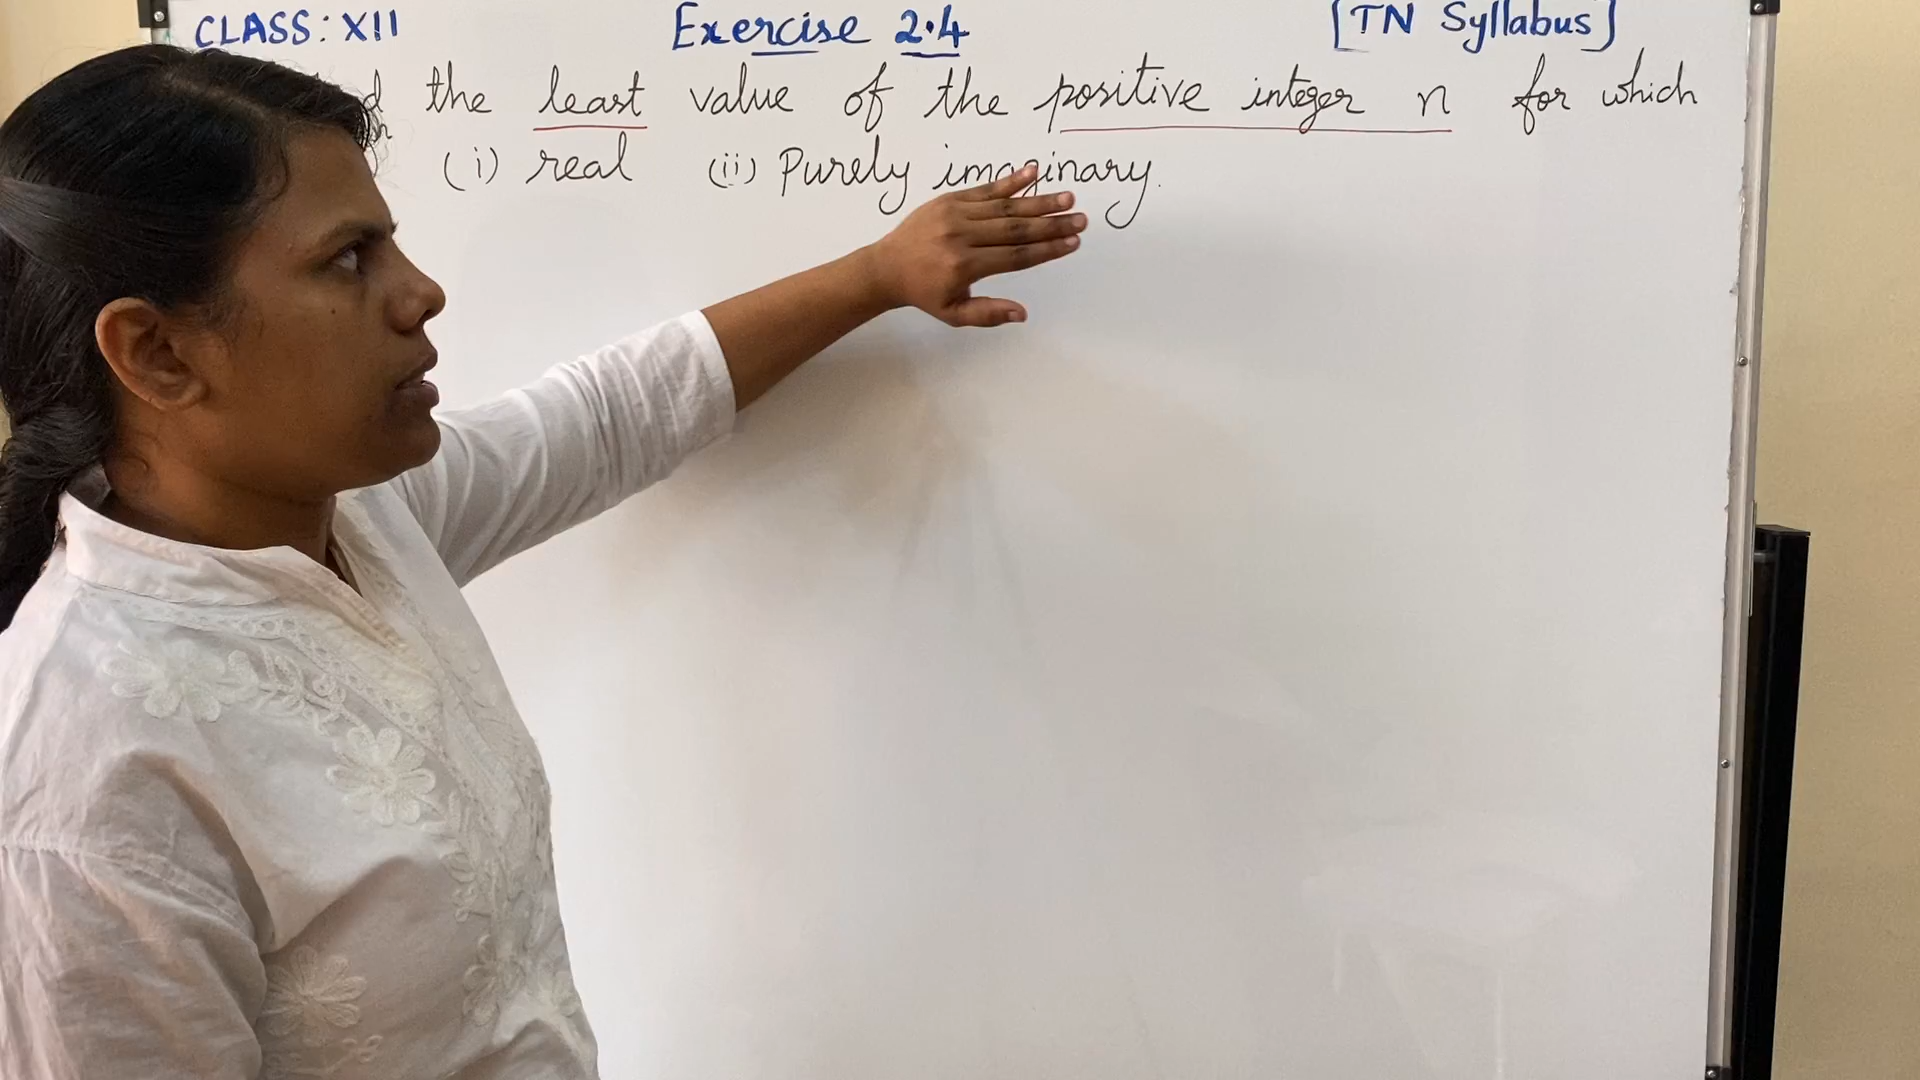 CLASS: XII Exercise 2.4 [TN Syllabus]
the least value of the positive integer n for which
(i) real (ii) Purely imaginary.